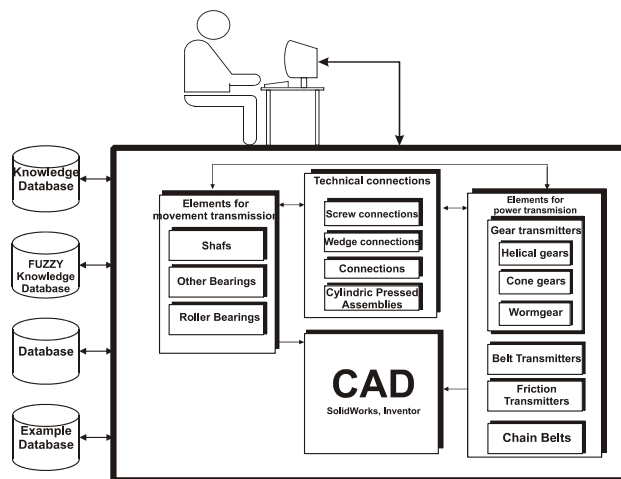 Knowledge
Database
FUZZY
Knowledge
Database
Database
Example
Database
Elements for
movement transmission
Shafs
Other Bearings
Roller Bearings
Technical connections
Screw connections
Wedge connections
Connections
Cylindric Pressed
Assemblies
CAD
SolidWorks, Inventor
Elements for
power transmision
Gear transmitters
Helical gears
Cone gears
Wormgear
Belt Transmitters
Friction
Transmitters
Chain Belts